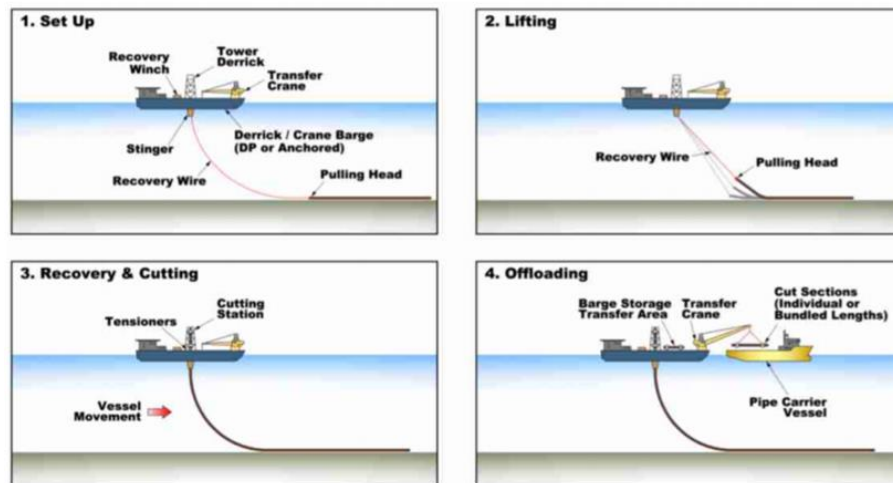 1. Set Up
Recovery
Winch
Tower
Derrick
Transfer
Crane
Stinger
Derrick / Crane Barge
(DP or Anchored)
Recovery Wire
Pulling Head
2. Lifting
Recovery Wire
Pulling Head
3. Recovery & Cutting
Tensioners
Cutting
Station
Vessel
Movement
4. Offloading
Barge Storage
Transfer Area
Transfer
Crane
Cut Sections
(Individual or
Bundled Lengths)
Pipe Carrier
Vessel